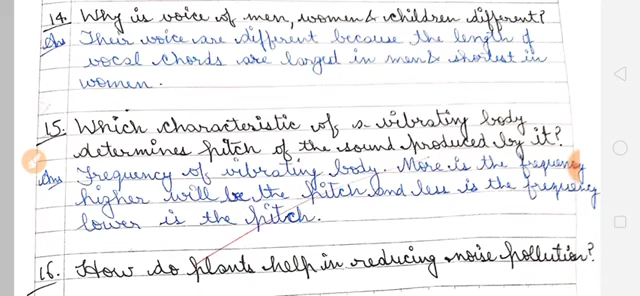 14. Why is voice of men, women & children different?
Ans Their voice are different because the length of
vocal chords are largest in men & shortest in
women.
15. Which characteristic of a vibrating body
determines pitch of the sound produced by it?
Ans Frequency of vibrating body. More is the frequency
higher will be the pitch and less is the frequency
lower is the pitch.
16. How do plants help in reducing noise pollution?